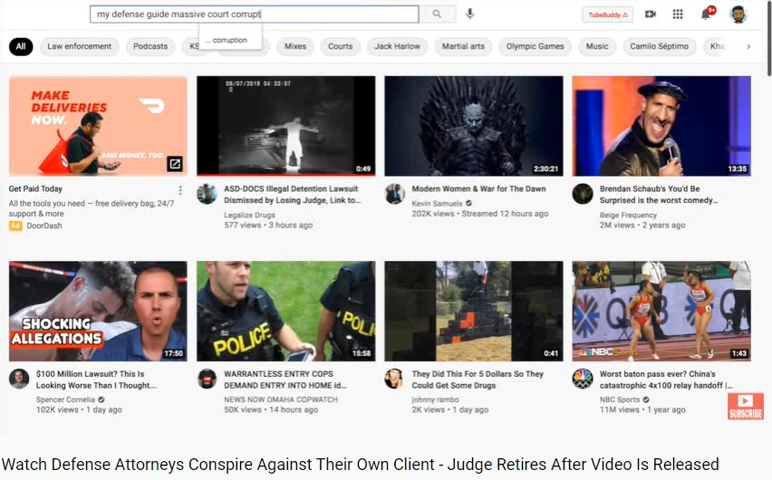 my defense guide massive court corrupt
TubeBuddy
9+
... corruption
All
Law enforcement
Podcasts
Mixes
Courts
Jack Harlow
Martial arts
Olympic Games
Music
Camilo Séptimo
MAKE
DELIVERIES
NOW.
AND MONEY, TOO.
Get Paid Today
All the tools you need — free delivery bag, 24/7
support & more
Ad DoorDash
0:49
ASD-DOCS Illegal Detention Lawsuit
Dismissed by Losing Judge, Link to...
Legalize Drugs
577 views • 3 hours ago
2:30:21
Modern Women & War for The Dawn
Kevin Samuels
202K views • Streamed 12 hours ago
13:35
Brendan Schaub's You'd Be
Surprised is the worst comedy...
Beige Frequency
2M views • 2 years ago
SHOCKING
ALLEGATIONS
17:50
$100 Million Lawsuit? This Is
Looking Worse Than I Thought...
Spencer Cornelia
102K views • 1 day ago
POLICE
POLI
15:58
WARRANTLESS ENTRY COPS
DEMAND ENTRY INTO HOME id...
NEWS NOW OMAHA COPWATCH
50K views • 14 hours ago
0:41
They Did This For 5 Dollars So They
Could Get Some Drugs
johnny rambo
2K views • 1 day ago
NBC SPORTS
1:43
Worst baton pass ever? China's
catastrophic 4x100 relay handoff |...
NBC Sports
11M views • 1 year ago
SUBSCRIBE
Watch Defense Attorneys Conspire Against Their Own Client - Judge Retires After Video Is Released